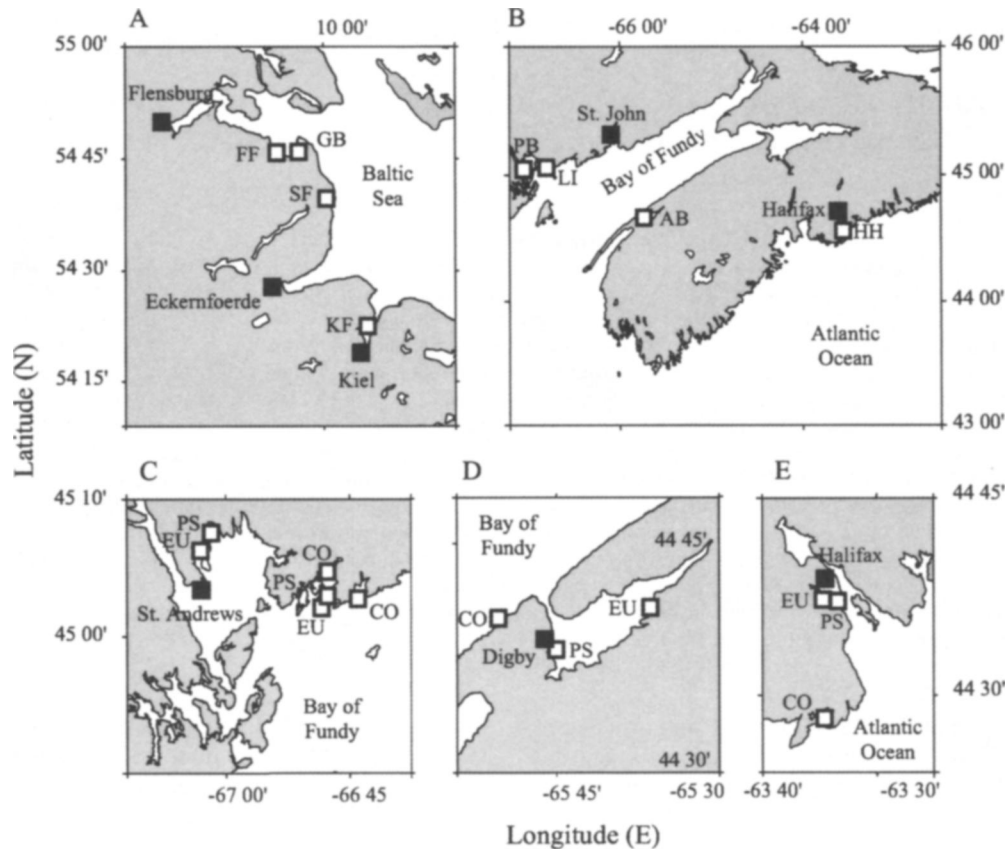 A
10 00'
55 00'
Flensburg
GB
FF
54 45'
Baltic
Sea
SF
54 30'
Eckernfoerde
KF
54 15'
Kiel
B
-66 00'
-64 00'
46 00'
St. John
PB
LI
Bay of Fundy
45 00'
AB
Halifax
HH
44 00'
Atlantic
Ocean
43 00'
Latitude (N)
C
45 10'
PS
EU
CO
PS
St. Andrews
EU
CO
45 00'
Bay of
Fundy
-67 00'
-66 45'
D
Bay of
Fundy
44 45'
CO
EU
Digby
PS
44 30'
-65 45'
-65 30
E
44 45'
Halifax
EU
PS
44 30'
CO
Atlantic
Ocean
-63 40'
-63 30'
Longitude (E)